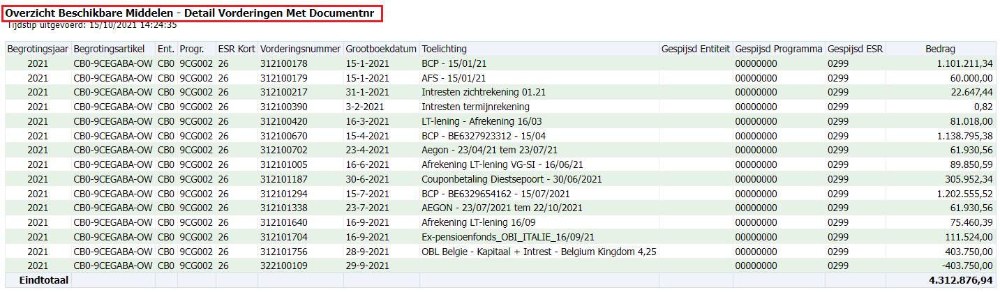 Overzicht Beschikbare Middelen - Detail Vorderingen Met Documentnr
Tijdstip uitgevoerd: 15/10/2021 14:24:35
Begrotingsjaar Begrotingsartikel Ent. Progr. ESR Kort Vorderingsnummer Grootboekdatum Toelichting Gespijsd Entiteit Gespijsd Programma Gespijsd ESR Bedrag
2021 CB0-9CEGABA-OW CB0 9CG002 26 312100178 15-1-2021 BCP - 15/01/21 00000000 0299 1.101.211,34
2021 CB0-9CEGABA-OW CB0 9CG002 26 312100179 15-1-2021 AFS - 15/01/21 00000000 0299 60.000,00
2021 CB0-9CEGABA-OW CB0 9CG002 26 312100217 31-1-2021 Intresten zichtrekening 01.21 00000000 0299 22.647,44
2021 CB0-9CEGABA-OW CB0 9CG002 26 312100390 3-2-2021 Intresten termijnrekening 00000000 0299 0,82
2021 CB0-9CEGABA-OW CB0 9CG002 26 312100420 16-3-2021 LT-lening - Afrekening 16/03 00000000 0299 81.018,00
2021 CB0-9CEGABA-OW CB0 9CG002 26 312100670 15-4-2021 BCP - BE6327923312 - 15/04 00000000 0299 1.138.795,38
2021 CB0-9CEGABA-OW CB0 9CG002 26 312100702 23-4-2021 Aegon - 23/04/21 tem 23/07/21 00000000 0299 61.930,56
2021 CB0-9CEGABA-OW CB0 9CG002 26 312101005 16-6-2021 Afrekening LT-lening VG-SI - 16/06/21 00000000 0299 89.850,59
2021 CB0-9CEGABA-OW CB0 9CG002 26 312101187 30-6-2021 Couponbetaling Diestsepoort - 30/06/2021 00000000 0299 305.952,34
2021 CB0-9CEGABA-OW CB0 9CG002 26 312101294 15-7-2021 BCP - BE6329654162 - 15/07/2021 00000000 0299 1.202.555,52
2021 CB0-9CEGABA-OW CB0 9CG002 26 312101338 23-7-2021 AEGON - 23/07/2021 tem 22/10/2021 00000000 0299 61.930,56
2021 CB0-9CEGABA-OW CB0 9CG002 26 312101640 16-9-2021 Afrekening LT-lening 16/09 00000000 0299 75.460,39
2021 CB0-9CEGABA-OW CB0 9CG002 26 312101704 16-9-2021 Ex-pensioenfonds_OBI_ITALIE_16/09/21 00000000 0299 111.524,00
2021 CB0-9CEGABA-OW CB0 9CG002 26 312101756 28-9-2021 OBL Belgie - Kapitaal + Intrest - Belgium Kingdom 4,25 00000000 0299 403.750,00
2021 CB0-9CEGABA-OW CB0 9CG002 26 322100109 29-9-2021 00000000 0299 -403.750,00
Eindtotaal 4.312.876,94